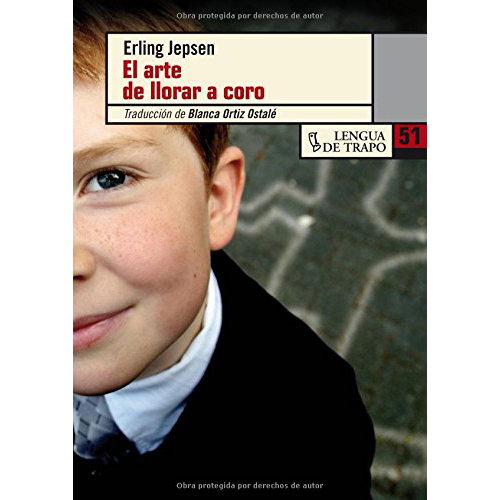 Obra protegida por derechos de autor
Erling Jepsen
El arte
de llorar a coro
Traducción de Blanca Ortiz Ostalé
LENGUA
DE TRAPO
51
Obra protegida por derechos de autor